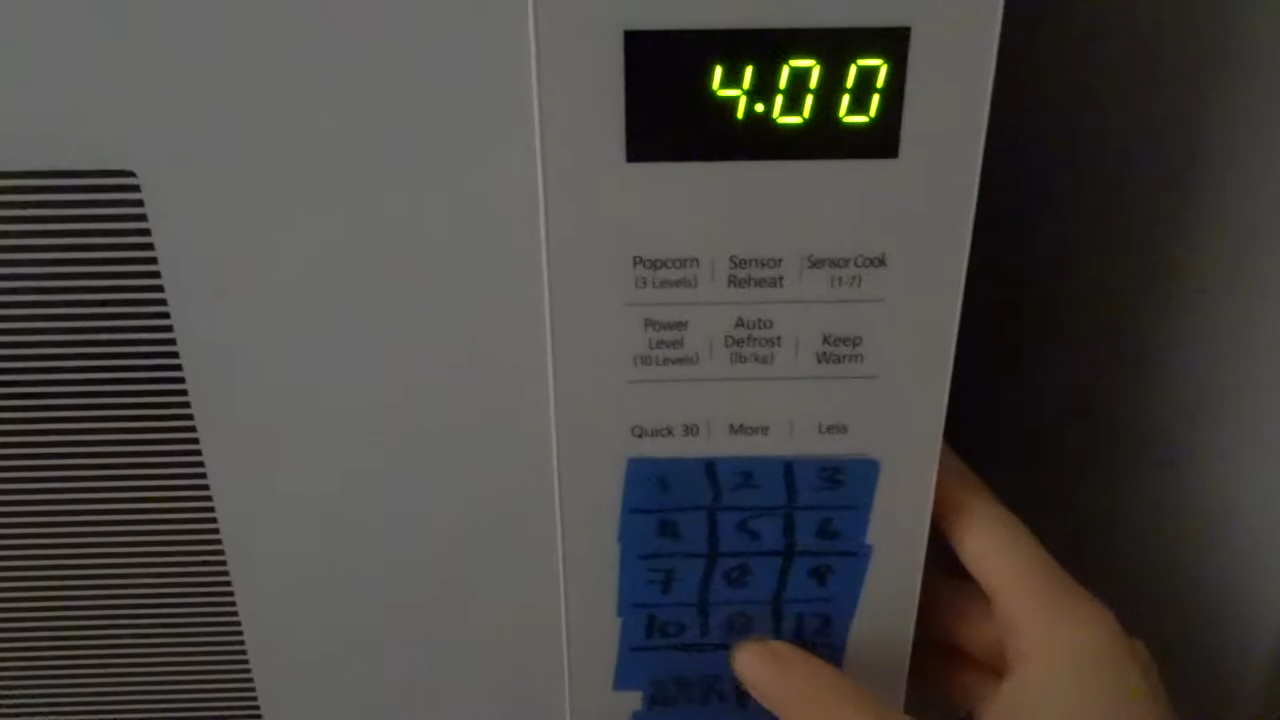 4.00
Popcorn Sensor Sensor Cook
(3 Levels) Reheat (1-7)
Power Auto
Level Defrost Keep
(10 Levels) (lb/kg) Warm
Quick 30 More Less
1 2 3
4 5 6
7 8 9
10 0 12